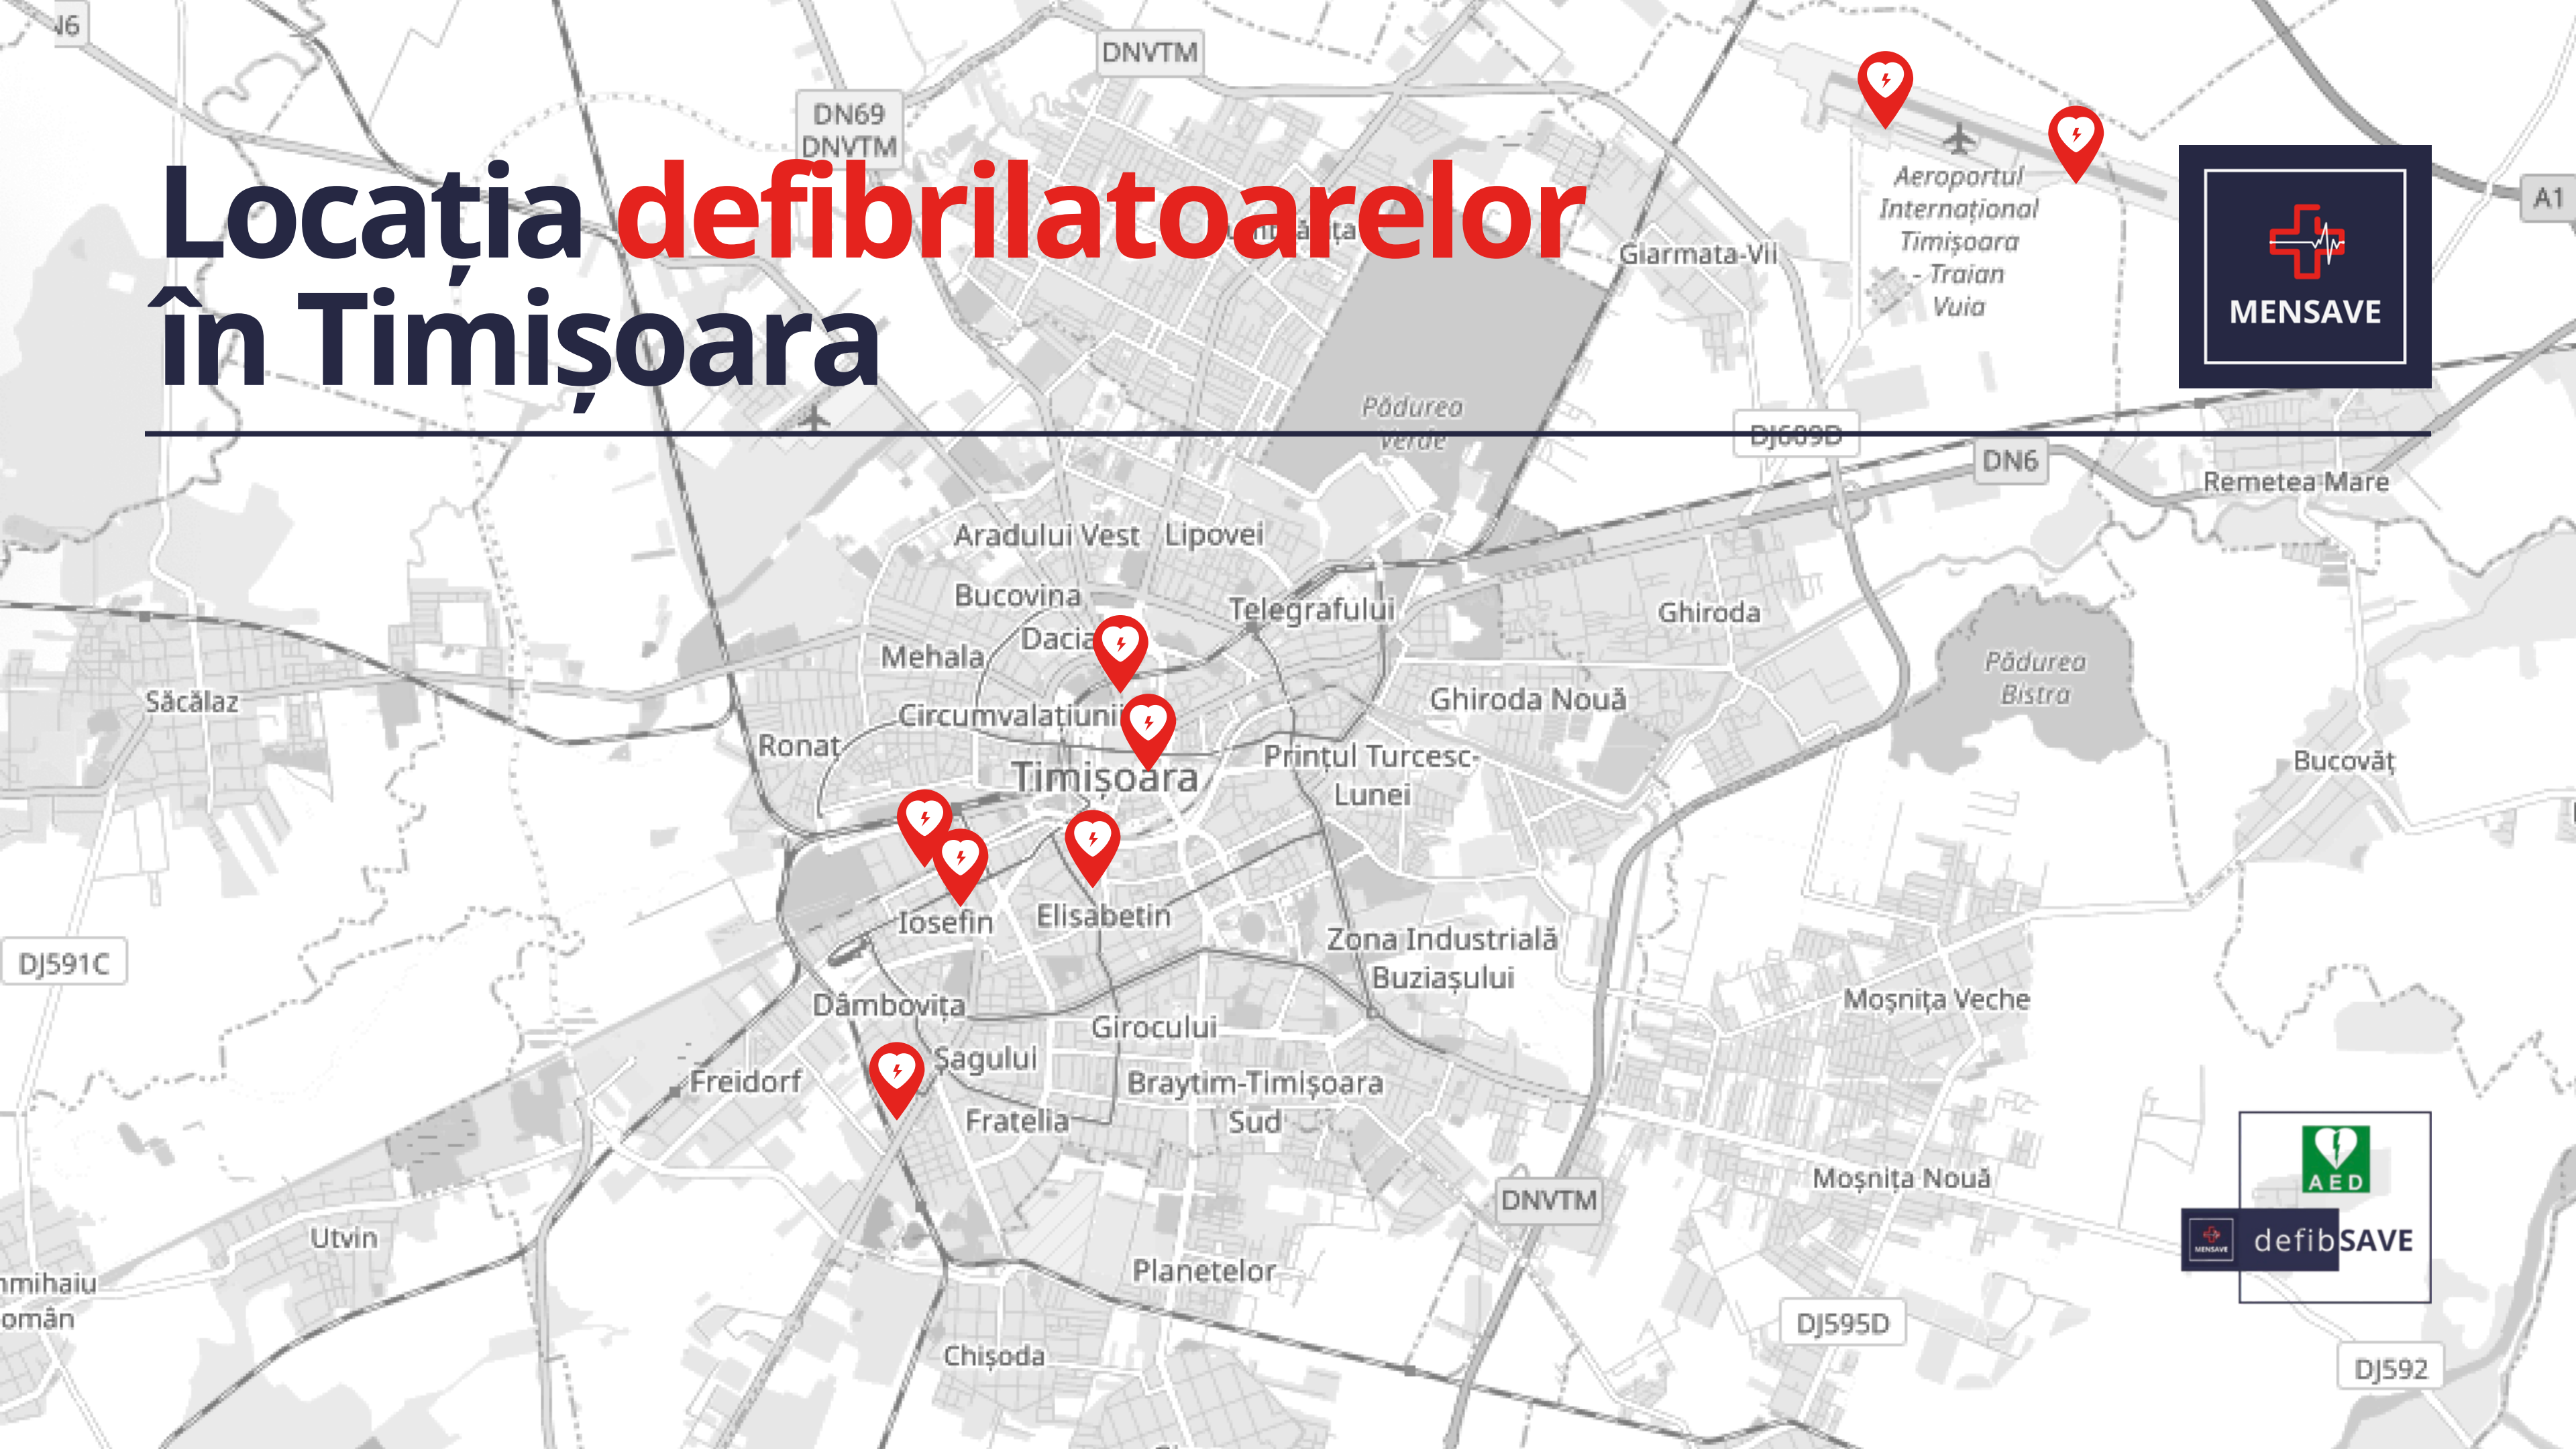 DNVTM
DN69
DNVTM
Locația defibrilatoarelor
în Timișoara
Aeroportul
Internațional
Timișoara
- Traian
Vuia
A1
Giarmata-Vii
MENSAVE
Pădurea
Verde
DJ609D
DN6
Remetea Mare
Aradului Vest
Lipovei
Bucovina
Telegrafului
Ghiroda
Dacia
Mehala
Pădurea
Bistra
Săcălaz
Circumvalațiunii
Ghiroda Nouă
Ronaț
Timișoara
Prințul Turcesc-
Lunei
Bucovăț
Iosefin
Elisabetin
Zona Industrială
Buziașului
DJ591C
Dâmbovița
Moșnița Veche
Girocului
Șagului
Freidorf
Braytim-Timișoara
Sud
Fratelia
AED
Moșnița Nouă
DNVTM
Utvin
MENSAVE
defibSAVE
Planetelor
DJ595D
Chișoda
DJ592